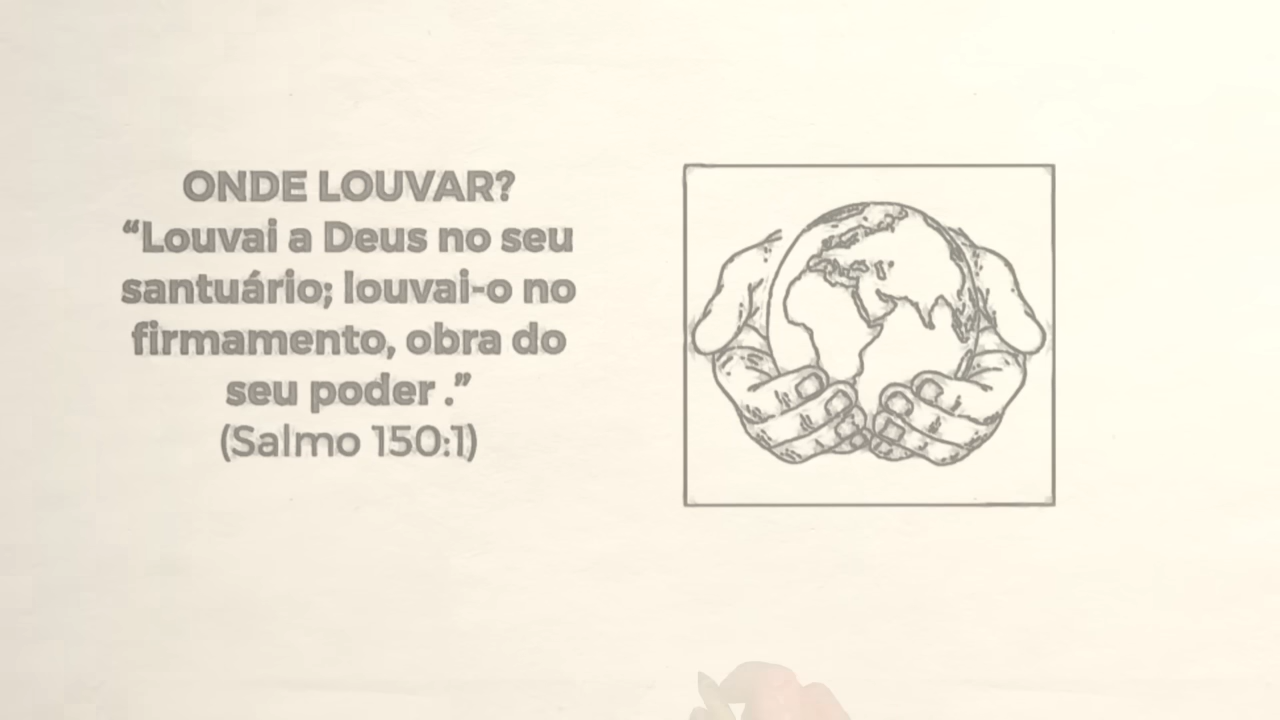 ONDE LOUVAR?
“Louvai a Deus no seu
santuário; louvai-o no
firmamento, obra do
seu poder .”
(Salmo 150:1)